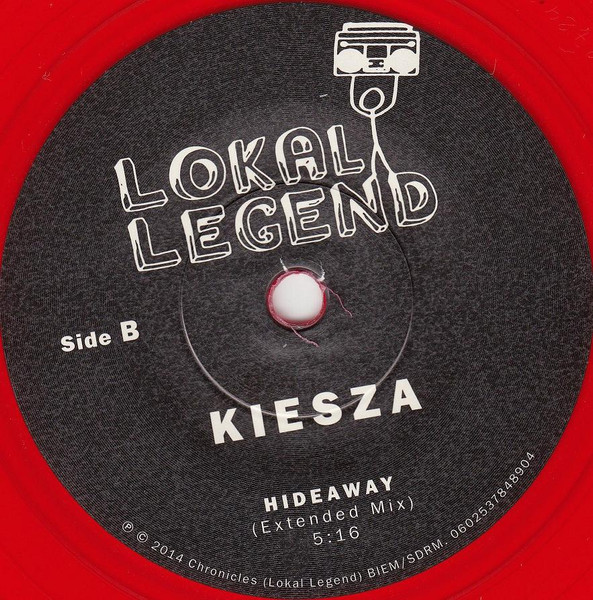 LOKAL
LEGEND
Side B
KIESZA
HIDEAWAY
(Extended Mix)
5:16
℗ © 2014 Chronicles (Lokal Legend) BIEM/SDRM. 0602537848904